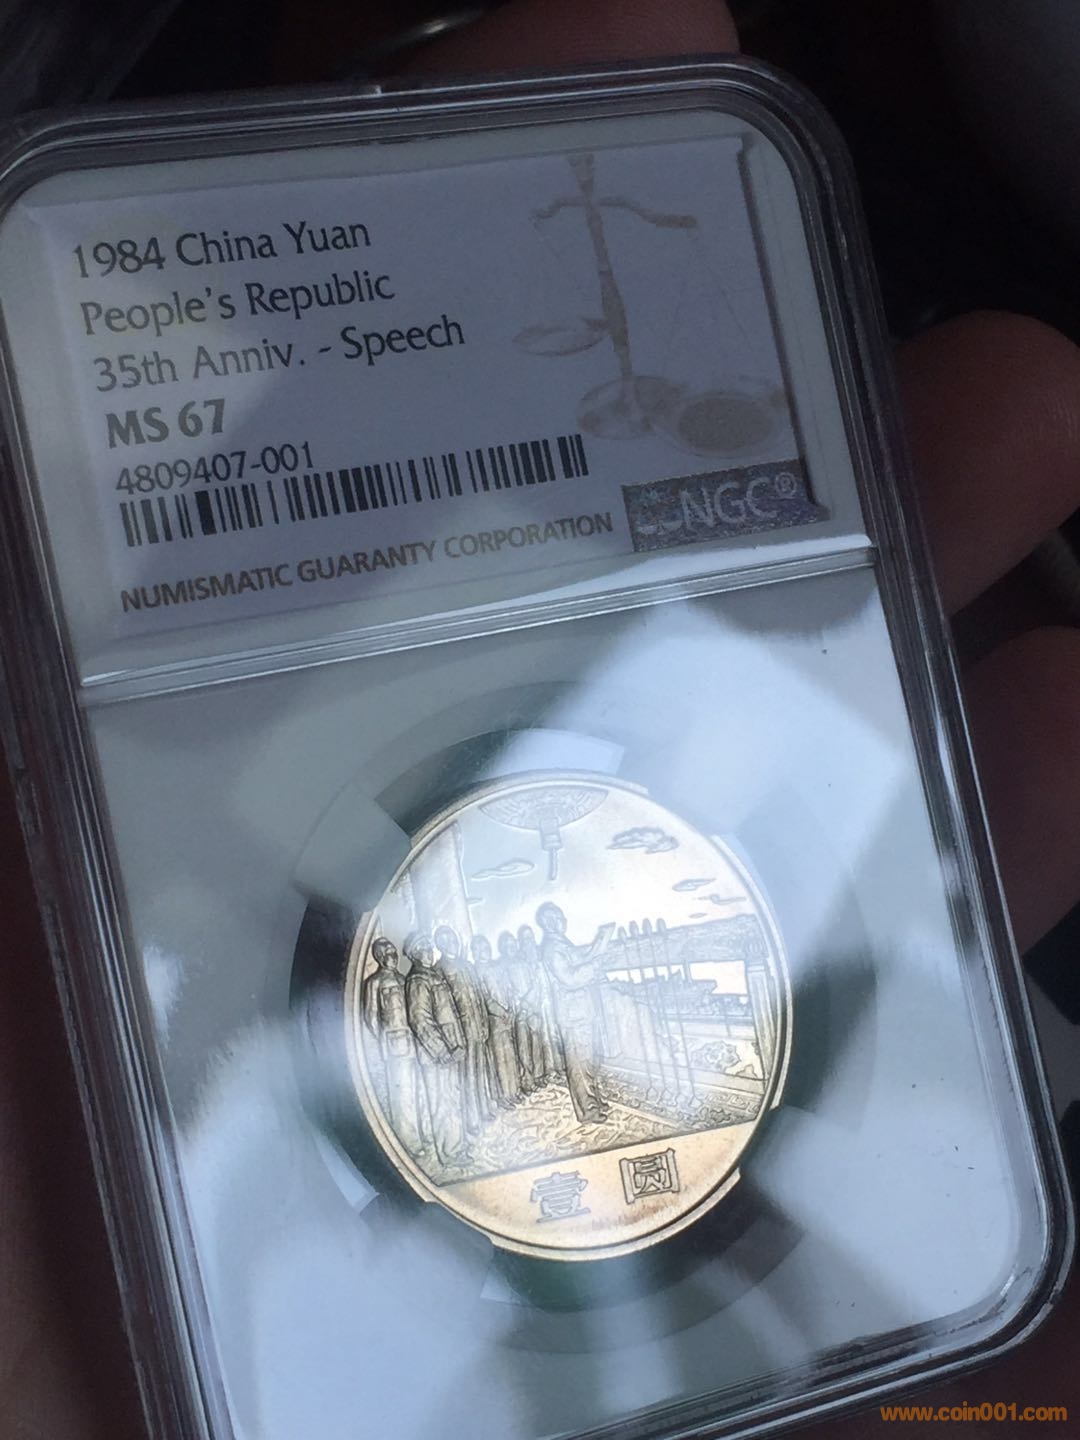 1984 China Yuan
People's Republic
35th Anniv. - Speech
MS 67
4809407-001
NGC®
NUMISMATIC GUARANTY CORPORATION
壹圆
www.coin001.com